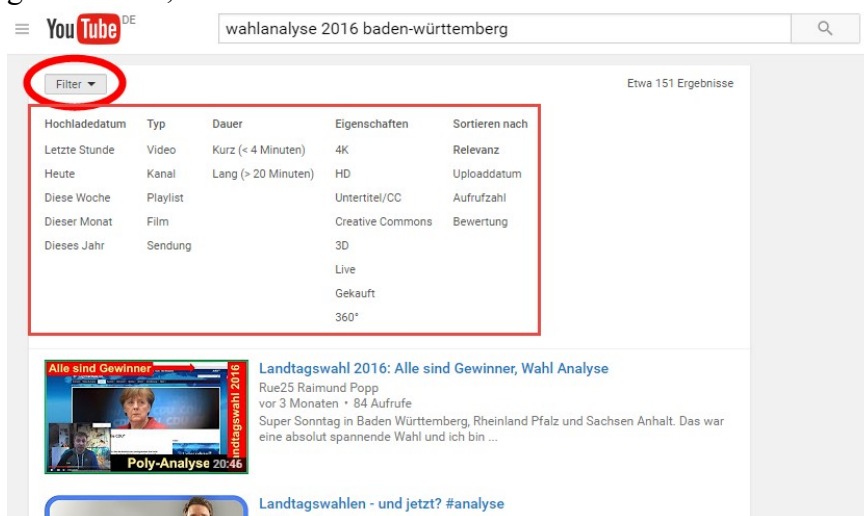 YouTube DE
wahlanalyse 2016 baden-württemberg
Filter
Etwa 151 Ergebnisse
Hochladedatum Typ Dauer Eigenschaften Sortieren nach
Letzte Stunde Video Kurz (< 4 Minuten) 4K Relevanz
Heute Kanal Lang (> 20 Minuten) HD Uploaddatum
Diese Woche Playlist Untertitel/CC Aufrufzahl
Dieser Monat Film Creative Commons Bewertung
Dieses Jahr Sendung 3D
Live
Gekauft
360°
Alle sind Gewinner
Landtagswahl 2016
Poly-Analyse 20:46
Landtagswahl 2016: Alle sind Gewinner, Wahl Analyse
Rue25 Raimund Popp
vor 3 Monaten • 84 Aufrufe
Super Sonntag in Baden Württemberg, Rheinland Pfalz und Sachsen Anhalt. Das war
eine absolut spannende Wahl und ich bin ...
Landtagswahlen - und jetzt? #analyse